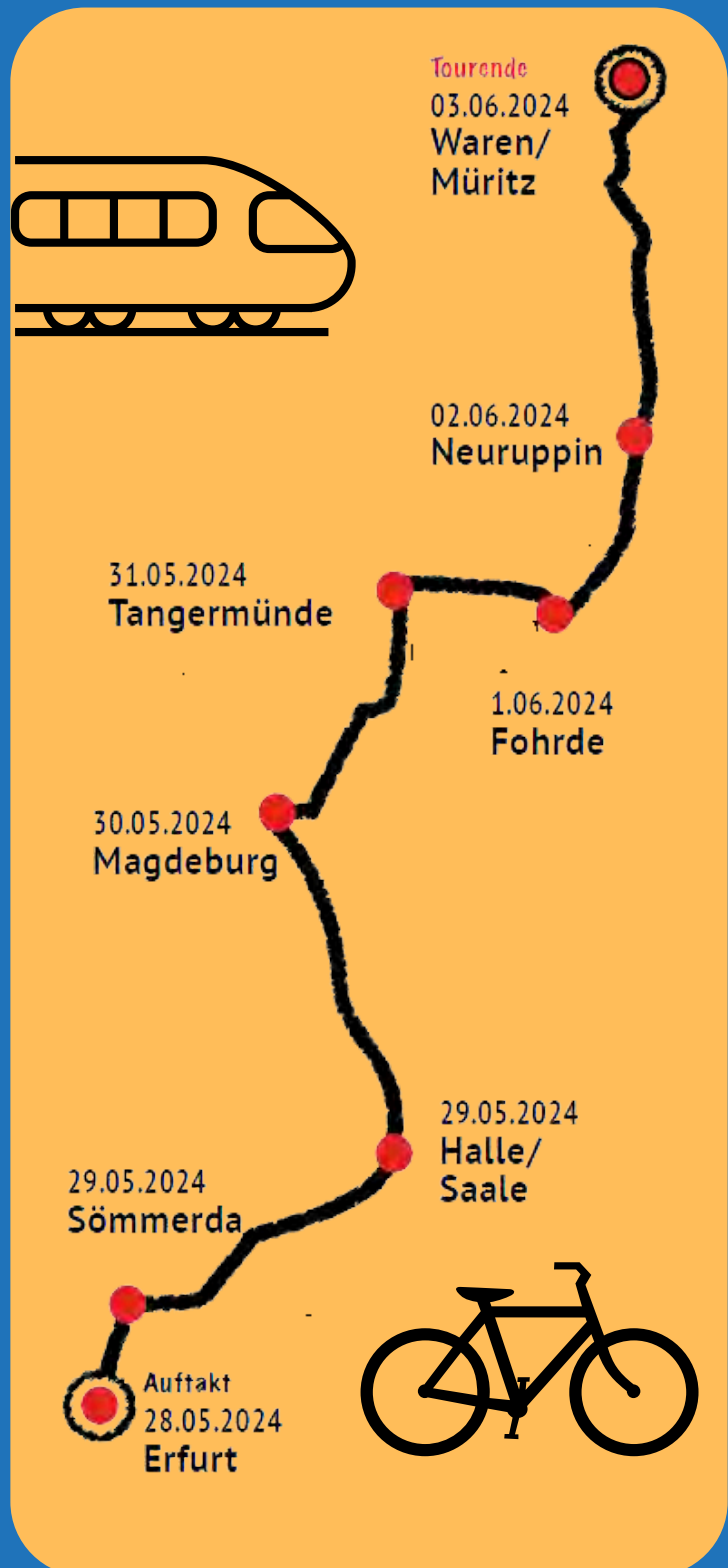 Tourende
03.06.2024
Waren/
Müritz
02.06.2024
Neuruppin
31.05.2024
Tangermünde
1.06.2024
Fohrde
30.05.2024
Magdeburg
29.05.2024
Halle/
Saale
29.05.2024
Sömmerda
Auftakt
28.05.2024
Erfurt